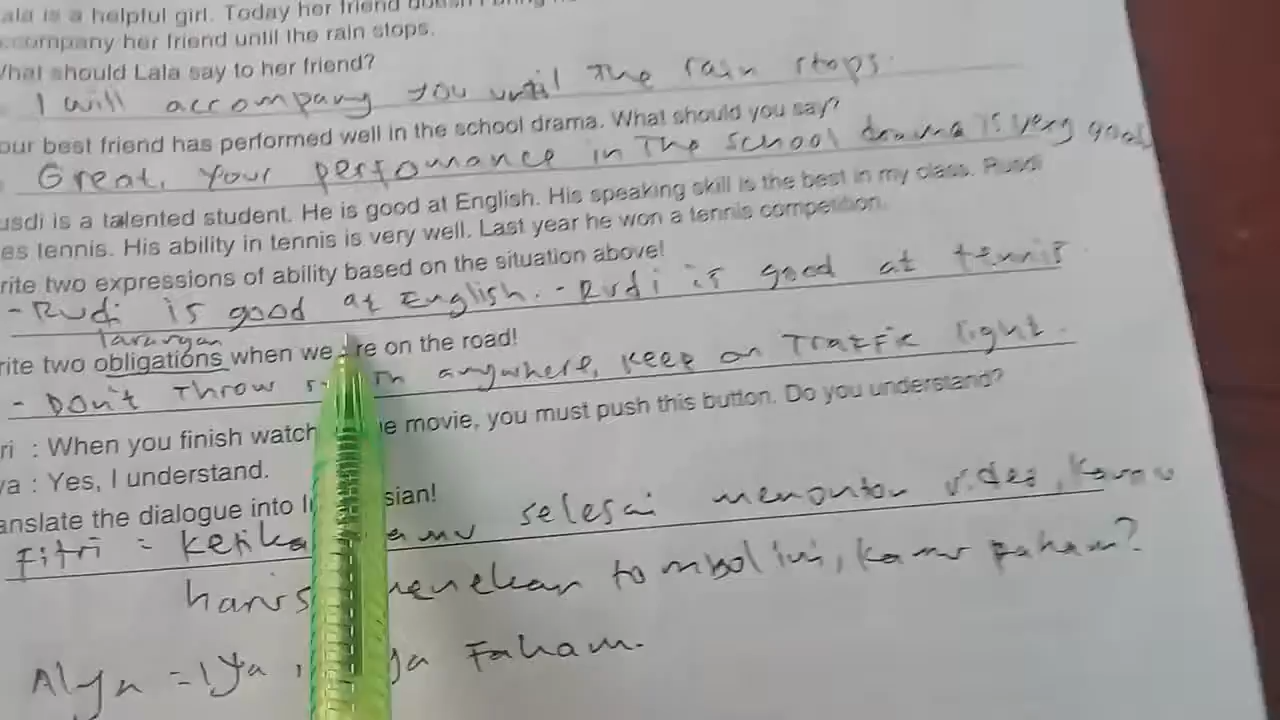 ala is a helpful girl. Today her friend doesn't bring
ccompany her friend until the rain stops.
hat should Lala say to her friend?
I will accompany you until The rain stops.
our best friend has performed well in the school drama. What should you say?
Great, Your perfomance in The school drama is very good
usdi is a talented student. He is good at English. His speaking skill is the best in my class. Rusdi
es tennis. His ability in tennis is very well. Last year he won a tennis competition.
rite two expressions of ability based on the situation above!
- Rudi is good at English. - Rudi is good at tennis
larangan
rite two obligations when we are on the road!
- Don't Throw anywhere, Keep on Traffic light.
ri : When you finish watch e movie, you must push this button. Do you understand?
ya : Yes, I understand.
anslate the dialogue into I sian!
Fitri = Ketika amu selesai menonton video, Kamu
harus menekan tombol ini, kamu paham?
Alya = Iya, ya Faham.